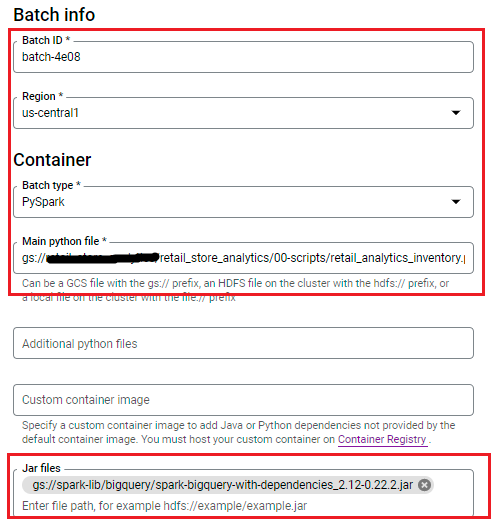 Batch info
Batch ID *
batch-4e08
Region *
us-central1
Container
Batch type *
PySpark
Main python file *
gs:// /retail_store_analytics/00-scripts/retail_analytics_inventory.p
Can be a GCS file with the gs:// prefix, an HDFS file on the cluster with the hdfs:// prefix, or
a local file on the cluster with the file:// prefix
Additional python files
Custom container image
Specify a custom container image to add Java or Python dependencies not provided by the
default container image. You must host your custom container on Container Registry .
Jar files
gs://spark-lib/bigquery/spark-bigquery-with-dependencies_2.12-0.22.2.jar
Enter file path, for example hdfs://example/example.jar